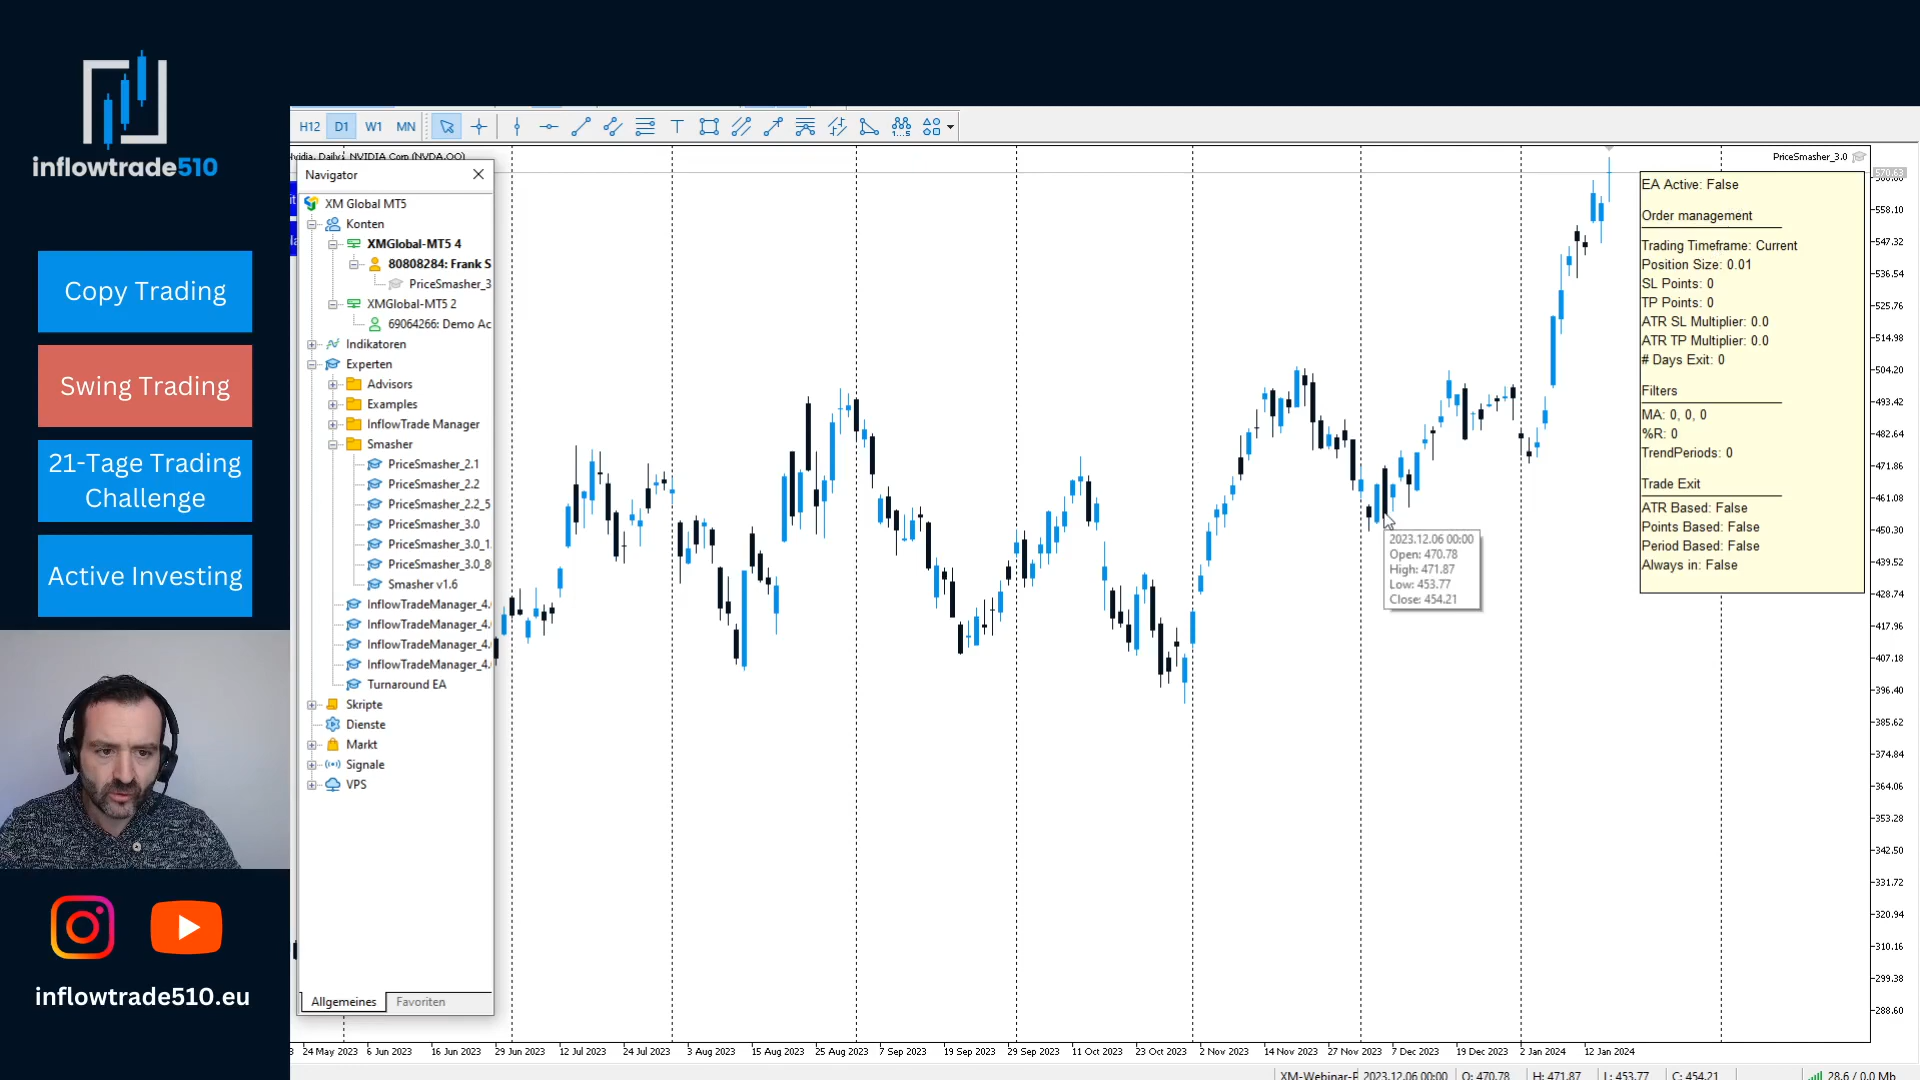 inflowtrade510
Copy Trading
Swing Trading
21-Tage Trading
Challenge
Active Investing
inflowtrade510.eu
H12 D1 W1 MN
NVIDIA Corp (NVDA.OQ)
Navigator
XM Global MT5
Konten
XMGlobal-MT5 4
80808284: Frank S
PriceSmasher_3
XMGlobal-MT5 2
69064266: Demo Ac
Indikatoren
Experten
Advisors
Examples
InflowTrade Manager
Smasher
PriceSmasher_2.1
PriceSmasher_2.2
PriceSmasher_2.2_5
PriceSmasher_3.0
PriceSmasher_3.0_1
PriceSmasher_3.0_8
Smasher v1.6
InflowTradeManager_4.
InflowTradeManager_4.
InflowTradeManager_4.
InflowTradeManager_4.
Turnaround EA
Skripte
Dienste
Markt
Signale
VPS
Allgemeines Favoriten
2023.12.06 00:00
Open: 470.78
High: 471.87
Low: 453.77
Close: 454.21
PriceSmasher_3.0
EA Active: False
Order management
Trading Timeframe: Current
Position Size: 0.01
SL Points: 0
TP Points: 0
ATR SL Multiplier: 0.0
ATR TP Multiplier: 0.0
# Days Exit: 0
Filters
MA: 0, 0, 0
%R: 0
TrendPeriods: 0
Trade Exit
ATR Based: False
Points Based: False
Period Based: False
Always in: False
570.63
558.10
547.32
536.54
525.76
514.98
504.20
493.42
482.64
471.86
461.08
450.30
439.52
428.74
417.96
407.18
396.40
385.62
374.84
364.06
353.28
342.50
331.72
320.94
310.16
299.38
288.60
24 May 2023 6 Jun 2023 16 Jun 2023 29 Jun 2023 12 Jul 2023 24 Jul 2023 3 Aug 2023 15 Aug 2023 25 Aug 2023 7 Sep 2023 19 Sep 2023 29 Sep 2023 11 Oct 2023 23 Oct 2023 2 Nov 2023 14 Nov 2023 27 Nov 2023 7 Dec 2023 19 Dec 2023 2 Jan 2024 12 Jan 2024
XM-Webinar-F 2023.12.06 00:00 O: 470.78 H: 471.87 L: 453.77 C: 454.21 28.6 / 0.0 Mb